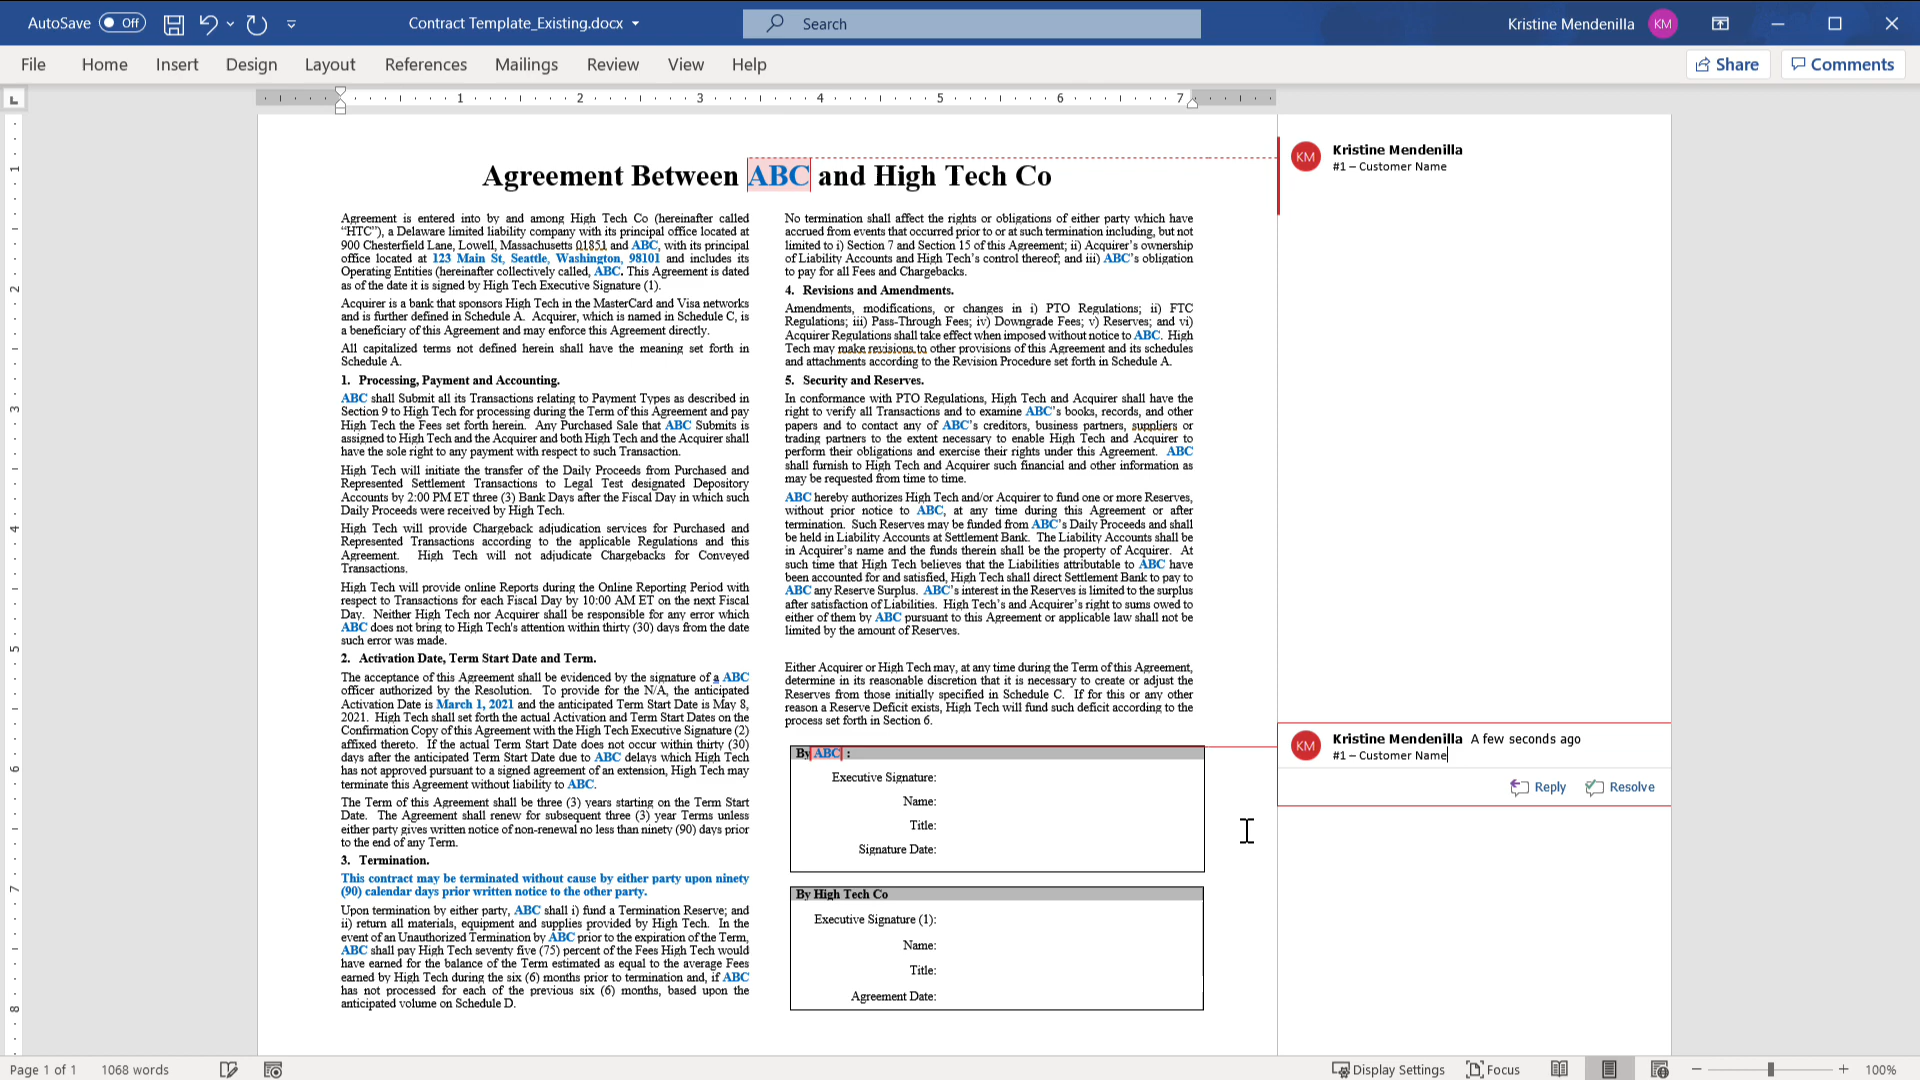 AutoSave Off
Contract Template_Existing.docx
Search
Kristine Mendenilla KM
File Home Insert Design Layout References Mailings Review View Help
Share Comments
L
1 2 3 4 5 6 7
Agreement Between ABC and High Tech Co
Agreement is entered into by and among High Tech Co (hereinafter called
“HTC”), a Delaware limited liability company with its principal office located at
900 Chesterfield Lane, Lowell, Massachusetts 01851 and ABC, with its principal
office located at 123 Main St, Seattle, Washington, 98101 and includes its
Operating Entities (hereinafter collectively called, ABC. This Agreement is dated
as of the date it is signed by High Tech Executive Signature (1).
Acquirer is a bank that sponsors High Tech in the MasterCard and Visa networks
and is further defined in Schedule A. Acquirer, which is named in Schedule C, is
a beneficiary of this Agreement and may enforce this Agreement directly.
All capitalized terms not defined herein shall have the meaning set forth in
Schedule A.
1. Processing, Payment and Accounting.
ABC shall Submit all its Transactions relating to Payment Types as described in
Section 9 to High Tech for processing during the Term of this Agreement and pay
High Tech the Fees set forth herein. Any Purchased Sale that ABC Submits is
assigned to High Tech and the Acquirer and both High Tech and the Acquirer shall
have the sole right to any payment with respect to such Transaction.
High Tech will initiate the transfer of the Daily Proceeds from Purchased and
Represented Settlement Transactions to Legal Test designated Depository
Accounts by 2:00 PM ET three (3) Bank Days after the Fiscal Day in which such
Daily Proceeds were received by High Tech.
High Tech will provide Chargeback adjudication services for Purchased and
Represented Transactions according to the applicable Regulations and this
Agreement. High Tech will not adjudicate Chargebacks for Conveyed
Transactions.
High Tech will provide online Reports during the Online Reporting Period with
respect to Transactions for each Fiscal Day by 10:00 AM ET on the next Fiscal
Day. Neither High Tech nor Acquirer shall be responsible for any error which
ABC does not bring to High Tech's attention within thirty (30) days from the date
such error was made.
2. Activation Date, Term Start Date and Term.
The acceptance of this Agreement shall be evidenced by the signature of a ABC
officer authorized by the Resolution. To provide for the N/A, the anticipated
Activation Date is March 1, 2021 and the anticipated Term Start Date is May 8,
2021. High Tech shall set forth the actual Activation and Term Start Dates on the
Confirmation Copy of this Agreement with the High Tech Executive Signature (2)
affixed thereto. If the actual Term Start Date does not occur within thirty (30)
days after the anticipated Term Start Date due to ABC delays which High Tech
has not approved pursuant to a signed agreement of an extension, High Tech may
terminate this Agreement without liability to ABC.
The Term of this Agreement shall be three (3) years starting on the Term Start
Date. The Agreement shall renew for subsequent three (3) year Terms unless
either party gives written notice of non-renewal no less than ninety (90) days prior
to the end of any Term.
3. Termination.
This contract may be terminated without cause by either party upon ninety
(90) calendar days prior written notice to the other party.
Upon termination by either party, ABC shall i) fund a Termination Reserve; and
ii) return all materials, equipment and supplies provided by High Tech. In the
event of an Unauthorized Termination by ABC prior to the expiration of the Term,
ABC shall pay High Tech seventy five (75) percent of the Fees High Tech would
have earned for the balance of the Term estimated as equal to the average Fees
earned by High Tech during the six (6) months prior to termination and, if ABC
has not processed for each of the previous six (6) months, based upon the
anticipated volume on Schedule D.
No termination shall affect the rights or obligations of either party which have
accrued from events that occurred prior to or at such termination including, but not
limited to i) Section 7 and Section 15 of this Agreement; ii) Acquirer’s ownership
of Liability Accounts and High Tech’s control thereof; and iii) ABC’s obligation
to pay for all Fees and Chargebacks.
4. Revisions and Amendments.
Amendments, modifications, or changes in i) PTO Regulations; ii) FTC
Regulations; iii) Pass-Through Fees; iv) Downgrade Fees; v) Reserves; and vi)
Acquirer Regulations shall take effect when imposed without notice to ABC. High
Tech may make revisions to other provisions of this Agreement and its schedules
and attachments according to the Revision Procedure set forth in Schedule A.
5. Security and Reserves.
In conformance with PTO Regulations, High Tech and Acquirer shall have the
right to verify all Transactions and to examine ABC’s books, records, and other
papers and to contact any of ABC’s creditors, business partners, suppliers or
trading partners to the extent necessary to enable High Tech and Acquirer to
perform their obligations and exercise their rights under this Agreement. ABC
shall furnish to High Tech and Acquirer such financial and other information as
may be requested from time to time.
ABC hereby authorizes High Tech and/or Acquirer to fund one or more Reserves,
without prior notice to ABC, at any time during this Agreement or after
termination. Such Reserves may be funded from ABC’s Daily Proceeds and shall
be held in Liability Accounts at Settlement Bank. The Liability Accounts shall be
in Acquirer’s name and the funds therein shall be the property of Acquirer. At
such time that High Tech believes that the Liabilities attributable to ABC have
been accounted for and satisfied, High Tech shall direct Settlement Bank to pay to
ABC any Reserve Surplus. ABC’s interest in the Reserves is limited to the surplus
after satisfaction of Liabilities. High Tech’s and Acquirer’s right to sums owed to
either of them by ABC pursuant to this Agreement or applicable law shall not be
limited by the amount of Reserves.
Either Acquirer or High Tech may, at any time during the Term of this Agreement,
determine in its reasonable discretion that it is necessary to create or adjust the
Reserves from those initially specified in Schedule C. If for this or any other
reason a Reserve Deficit exists, High Tech will fund such deficit according to the
process set forth in Section 6.
By ABC :
Executive Signature:
Name:
Title:
Signature Date:
By High Tech Co
Executive Signature (1):
Name:
Title:
Agreement Date:
KM Kristine Mendenilla
#1 – Customer Name
KM Kristine Mendenilla A few seconds ago
#1 – Customer Name
Reply Resolve
1
2
3
4
5
6
7
8
Page 1 of 1 1068 words
Display Settings Focus 100%